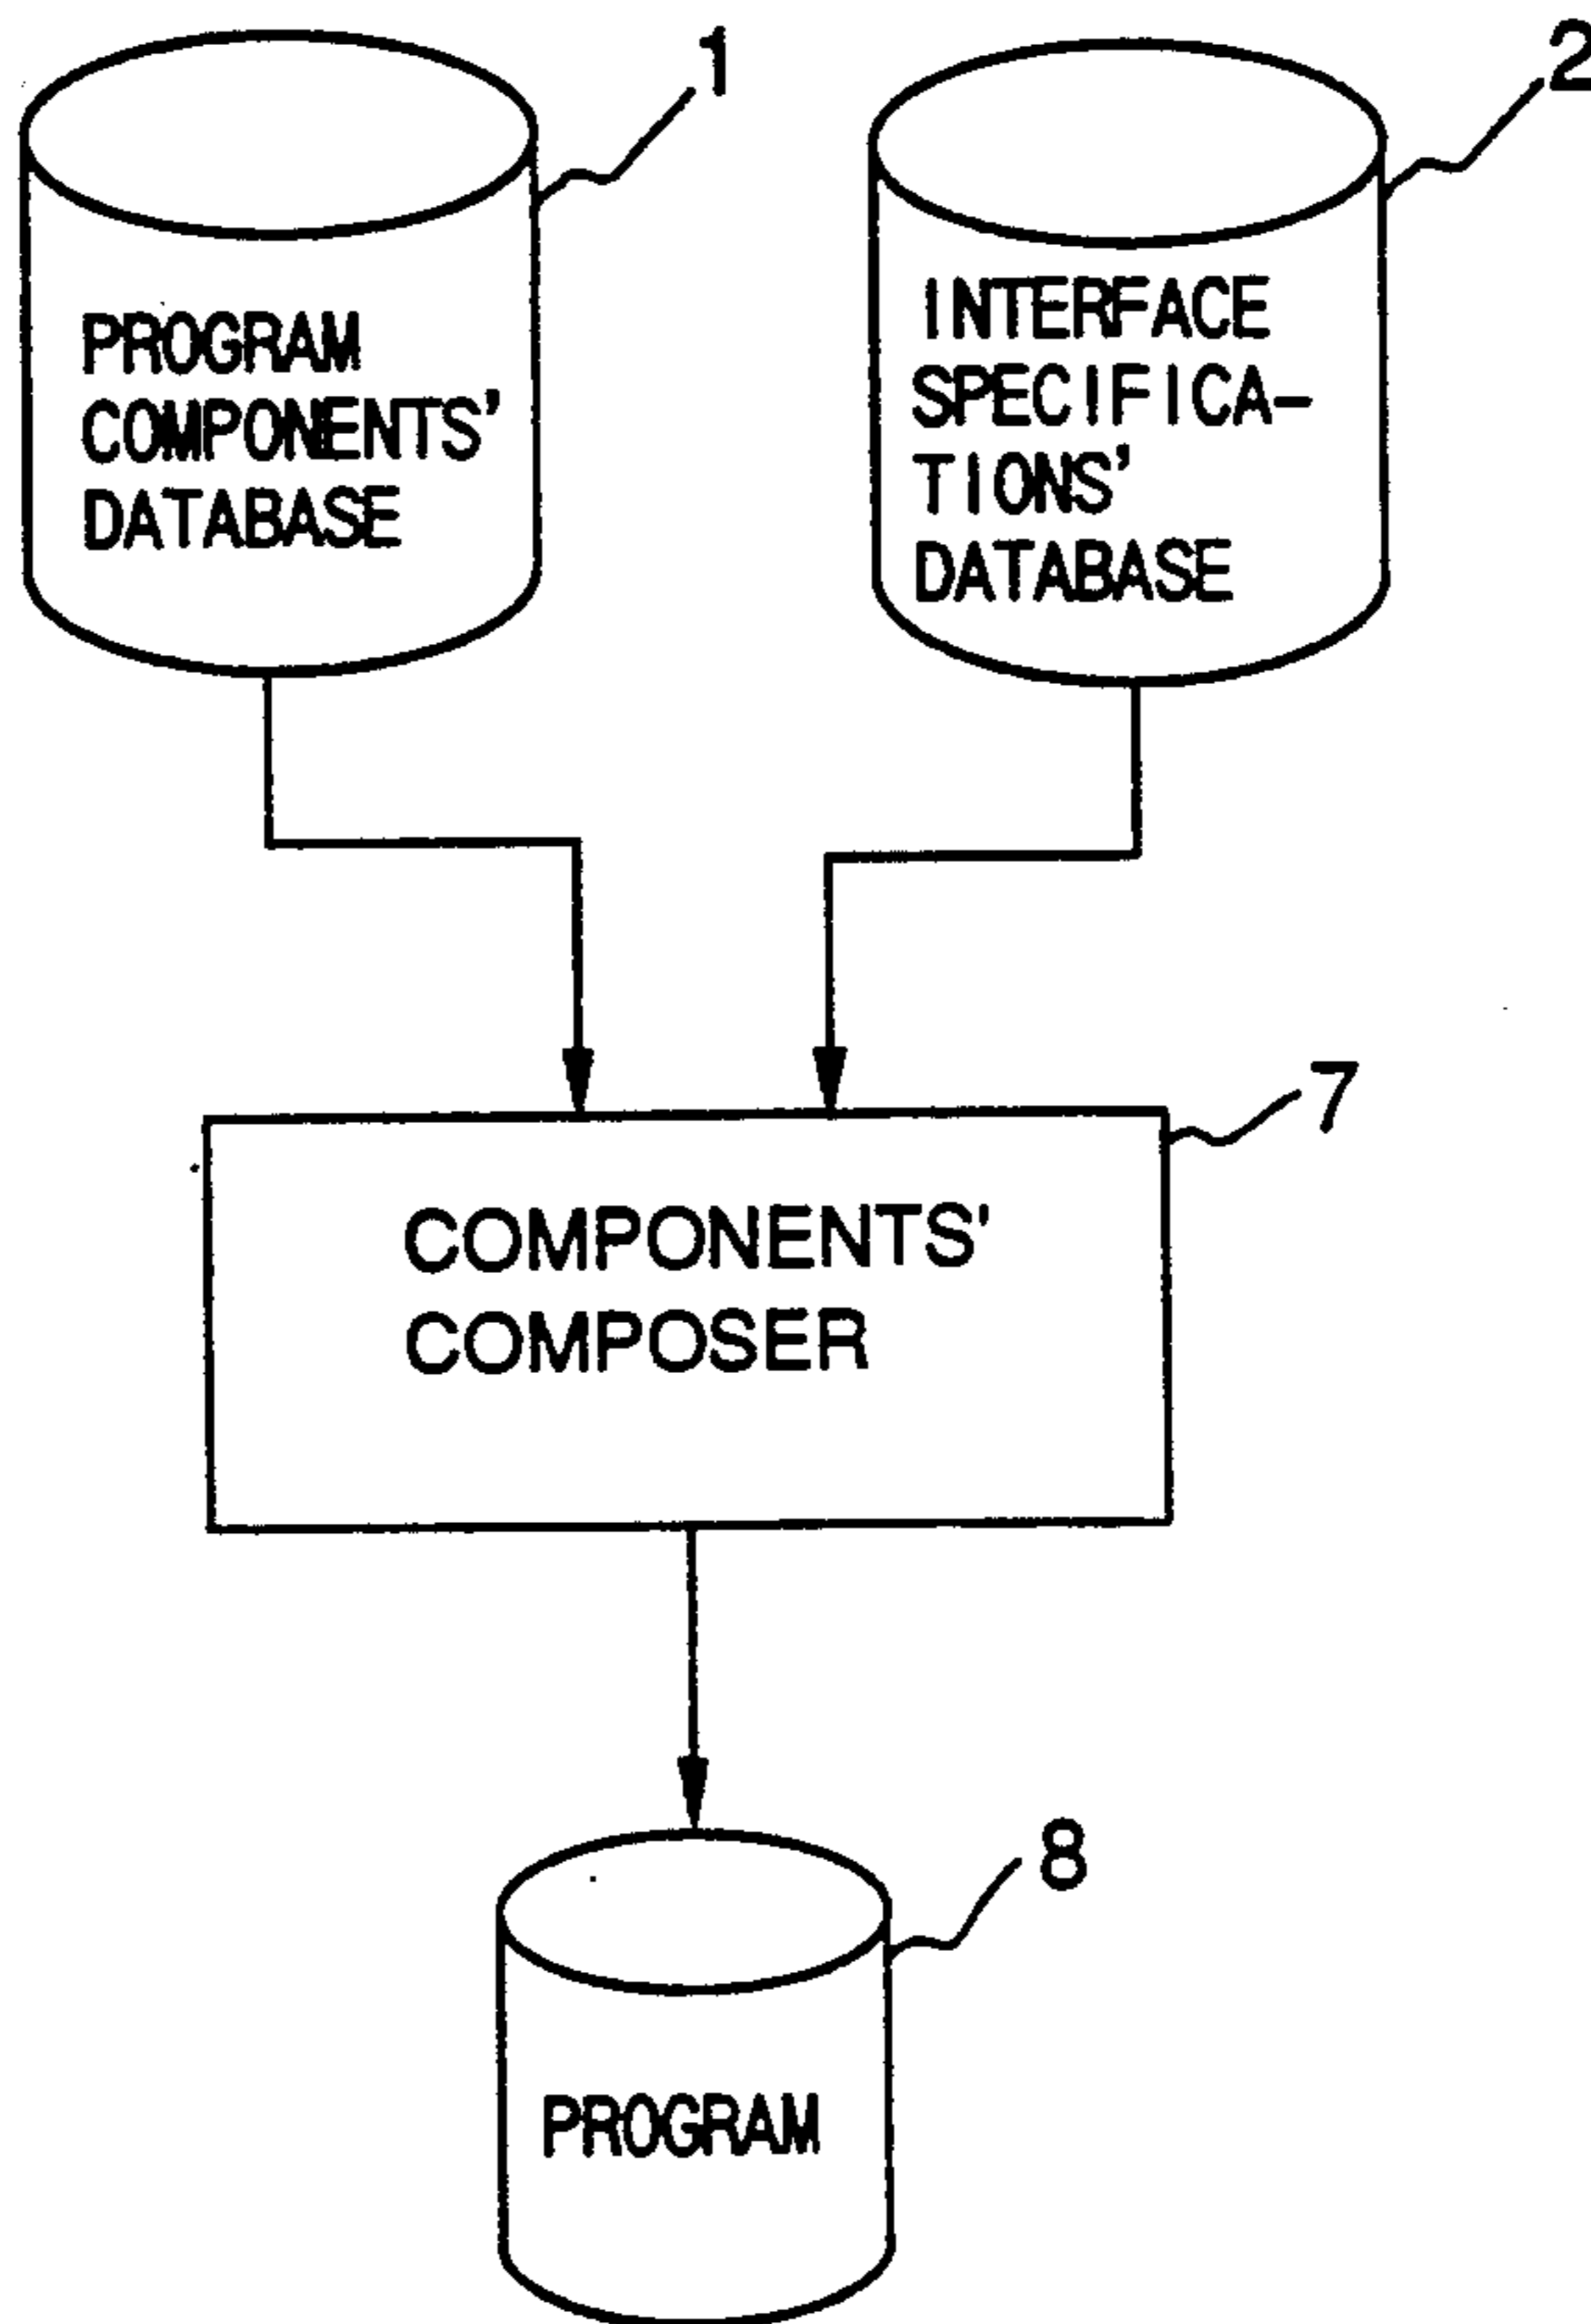 1
2
PROGRAM
COMPONENTS'
DATABASE
INTERFACE
SPECIFICA-
TIONS'
DATABASE
7
COMPONENTS'
COMPOSER
8
PROGRAM